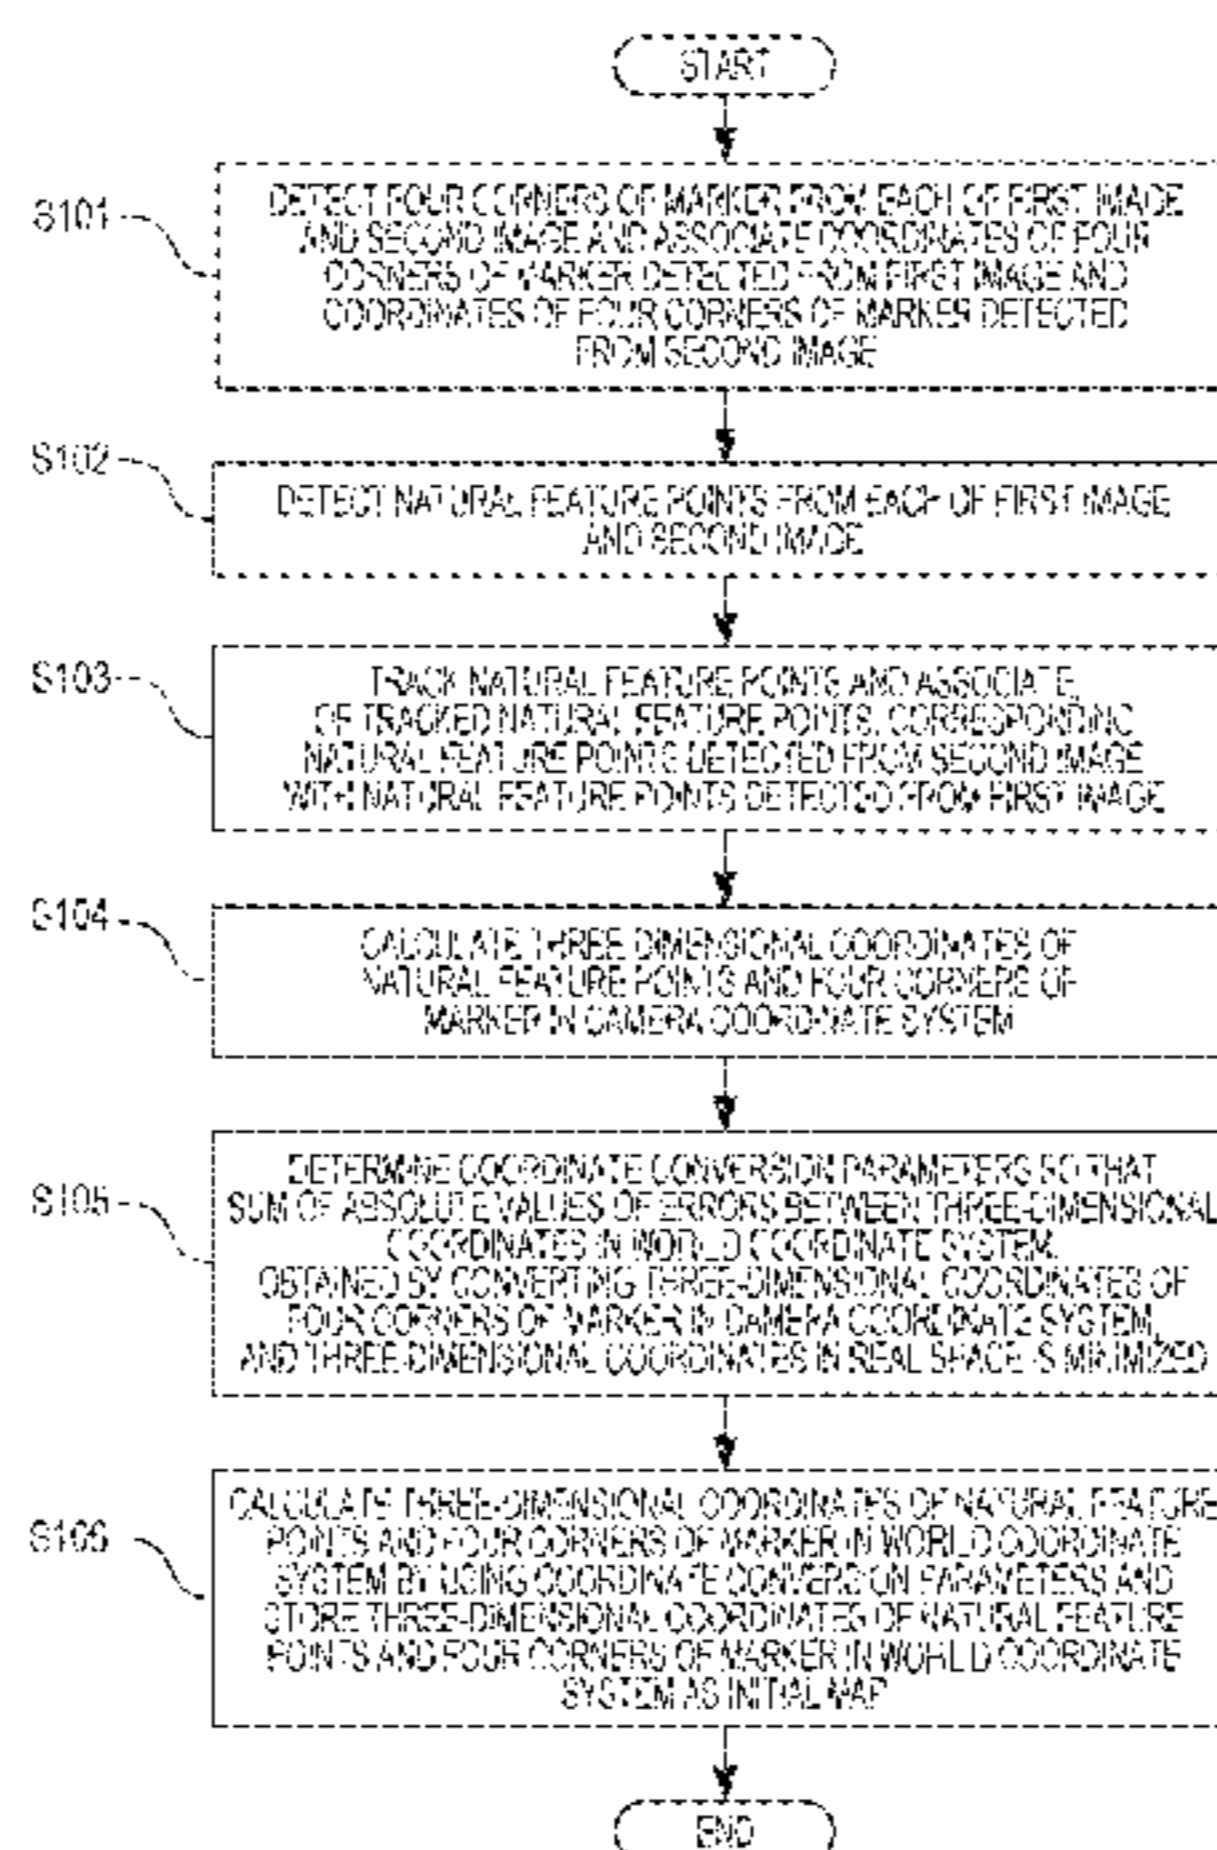 START
S101
DETECT FOUR CORNERS OF MARKER FROM EACH OF FIRST IMAGE
AND SECOND IMAGE AND ASSOCIATE COORDINATES OF FOUR
CORNERS OF MARKER DETECTED FROM FIRST IMAGE AND
COORDINATES OF FOUR CORNERS OF MARKER DETECTED
FROM SECOND IMAGE
S102
DETECT NATURAL FEATURE POINTS FROM EACH OF FIRST IMAGE
AND SECOND IMAGE
S103
TRACK NATURAL FEATURE POINTS AND ASSOCIATE,
OF TRACKED NATURAL FEATURE POINTS, CORRESPONDING
NATURAL FEATURE POINTS DETECTED FROM SECOND IMAGE
WITH NATURAL FEATURE POINTS DETECTED FROM FIRST IMAGE
S104
CALCULATE THREE-DIMENSIONAL COORDINATES OF
NATURAL FEATURE POINTS AND FOUR CORNERS OF
MARKER IN CAMERA COORDINATE SYSTEM
S105
DETERMINE COORDINATE CONVERSION PARAMETERS SO THAT
SUM OF ABSOLUTE VALUES OF ERRORS BETWEEN THREE-DIMENSIONAL
COORDINATES IN WORLD COORDINATE SYSTEM,
OBTAINED BY CONVERTING THREE-DIMENSIONAL COORDINATES OF
FOUR CORNERS OF MARKER IN CAMERA COORDINATE SYSTEM,
AND THREE-DIMENSIONAL COORDINATES IN REAL SPACE IS MINIMIZED
S106
CALCULATE THREE-DIMENSIONAL COORDINATES OF NATURAL FEATURE
POINTS AND FOUR CORNERS OF MARKER IN WORLD COORDINATE
SYSTEM BY USING COORDINATE CONVERSION PARAMETERS AND
STORE THREE-DIMENSIONAL COORDINATES OF NATURAL FEATURE
POINTS AND FOUR CORNERS OF MARKER IN WORLD COORDINATE
SYSTEM AS INITIAL MAP
END